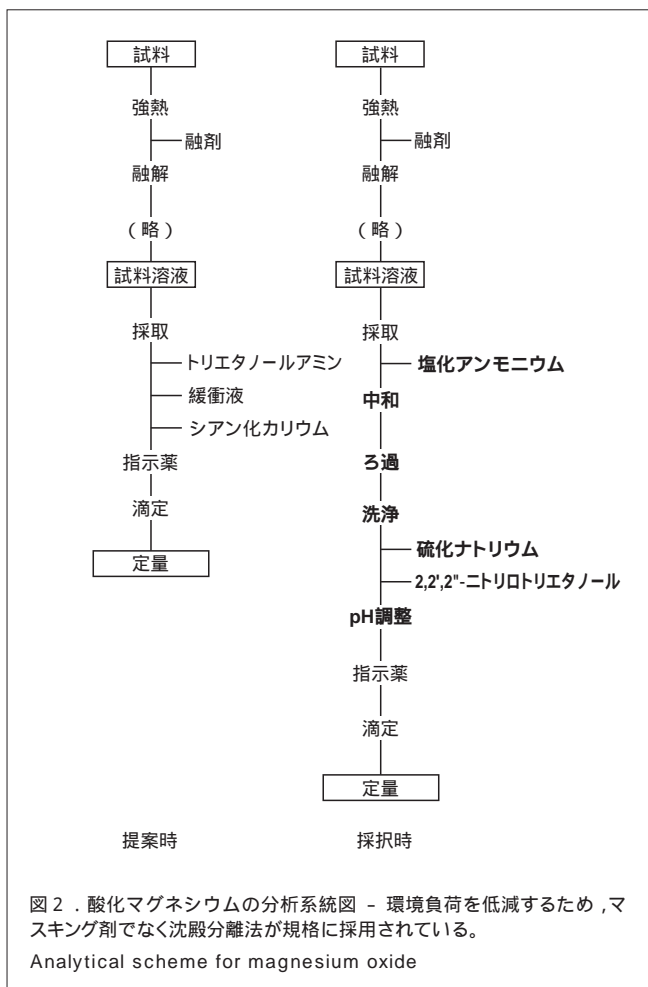 試料
強熱
融剤
融解
(略)
試料溶液
採取
トリエタノールアミン
緩衝液
シアン化カリウム
指示薬
滴定
定量
提案時
試料
強熱
融剤
融解
(略)
試料溶液
採取
塩化アンモニウム
中和
ろ過
洗浄
硫化ナトリウム
2,2',2"-ニトリロトリエタノール
pH調整
指示薬
滴定
定量
採択時
図2．酸化マグネシウムの分析系統図 － 環境負荷を低減するため,マ
スキング剤でなく沈殿分離法が規格に採用されている。
Analytical scheme for magnesium oxide